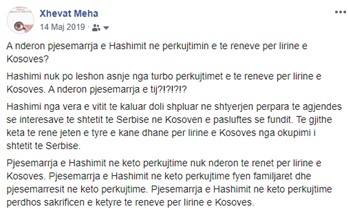 Xhevat Meha
14 Maj 2019
A nderon pjesemarrja e Hashimit ne perkujtimin e te reneve per lirine e
Kosoves?
Hashimi nuk po leshon asnje nga turbo perkujtimet e te reneve per lirine e
Kosoves. A nderon pjesemarrja e tij?!?!?!?
Hashimi nga vera e vitit te kaluar doli shpluar ne shtyerjen perpara te agjendes
se interesave te shtetit te Serbise ne Kosoven e pasluftes se fundit. Te gjithe
keta te rene jeten e tyre e kane dhane per lirine e Kosoves nga okupimi i
shtetit te Serbise.
Pjesemarrja e Hashimit ne keto perkujtime nuk nderon te renet per lirine e
Kosoves. Pjesemarrja e Hashimit ne keto perkujtime fyen familjaret dhe
pjesemarresit ne keto perkujtime. Pjesemarrja e Hashimit ne keto perkujtime
perdhos sakrificen e ketyre te reneve per lirine e Kosoves.